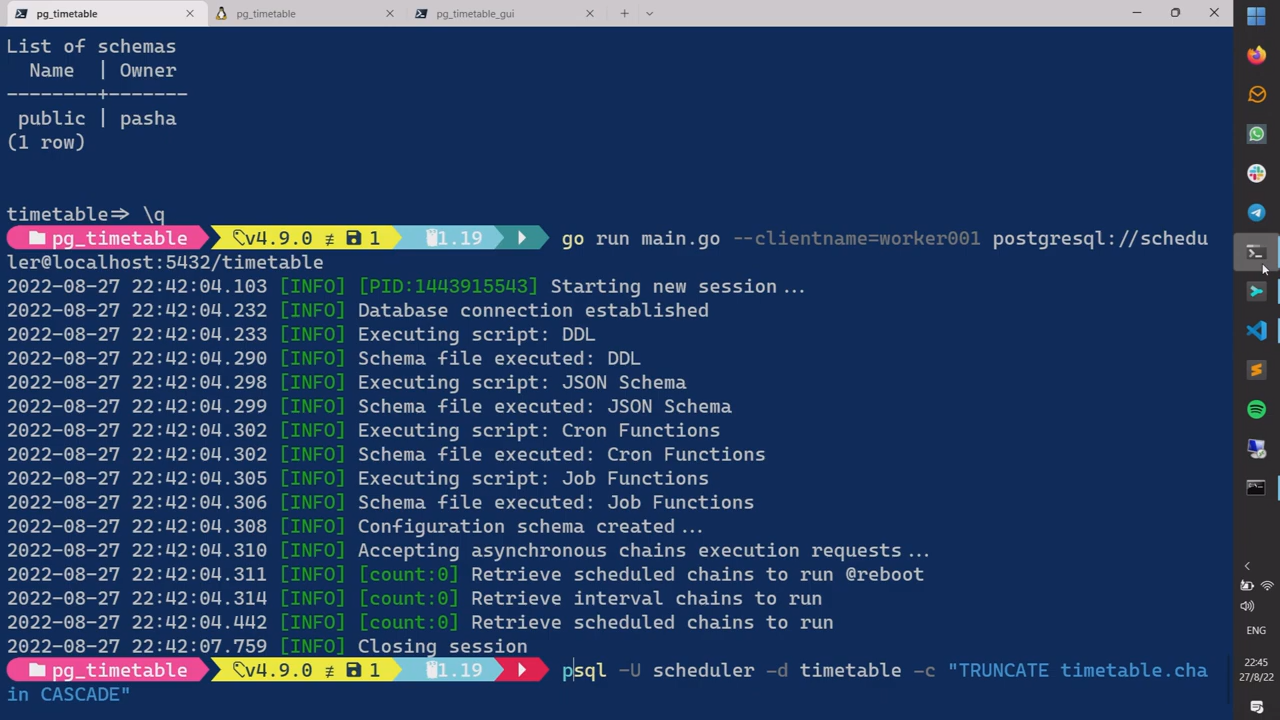 pg_timetable
pg_timetable
pg_timetable_gui
List of schemas
Name | Owner
--------+-------
public | pasha
(1 row)
timetable=> \q
pg_timetable v4.9.0 ≢ 1 1.19 go run main.go --clientname=worker001 postgresql://schedu
ler@localhost:5432/timetable
2022-08-27 22:42:04.103 [INFO] [PID:1443915543] Starting new session...
2022-08-27 22:42:04.232 [INFO] Database connection established
2022-08-27 22:42:04.233 [INFO] Executing script: DDL
2022-08-27 22:42:04.290 [INFO] Schema file executed: DDL
2022-08-27 22:42:04.298 [INFO] Executing script: JSON Schema
2022-08-27 22:42:04.299 [INFO] Schema file executed: JSON Schema
2022-08-27 22:42:04.302 [INFO] Executing script: Cron Functions
2022-08-27 22:42:04.302 [INFO] Schema file executed: Cron Functions
2022-08-27 22:42:04.305 [INFO] Executing script: Job Functions
2022-08-27 22:42:04.306 [INFO] Schema file executed: Job Functions
2022-08-27 22:42:04.308 [INFO] Configuration schema created...
2022-08-27 22:42:04.310 [INFO] Accepting asynchronous chains execution requests...
2022-08-27 22:42:04.311 [INFO] [count:0] Retrieve scheduled chains to run @reboot
2022-08-27 22:42:04.314 [INFO] [count:0] Retrieve interval chains to run
2022-08-27 22:42:04.442 [INFO] [count:0] Retrieve scheduled chains to run
2022-08-27 22:42:07.759 [INFO] Closing session
pg_timetable v4.9.0 ≢ 1 1.19 psql -U scheduler -d timetable -c "TRUNCATE timetable.cha
in CASCADE"
ENG
22:45
27/8/22